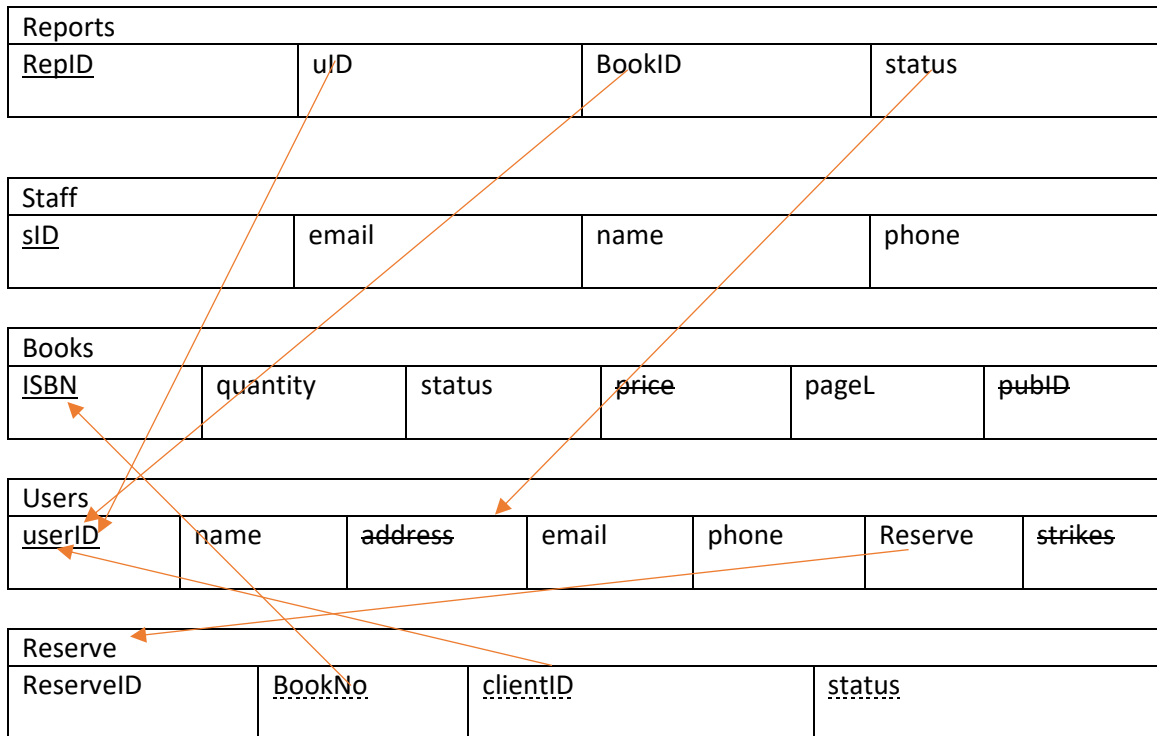 Reports
RepID uID BookID status
Staff
sID email name phone
Books
ISBN quantity status price pageL pubID
Users
userID name address email phone Reserve strikes
Reserve
ReserveID BookNo clientID status